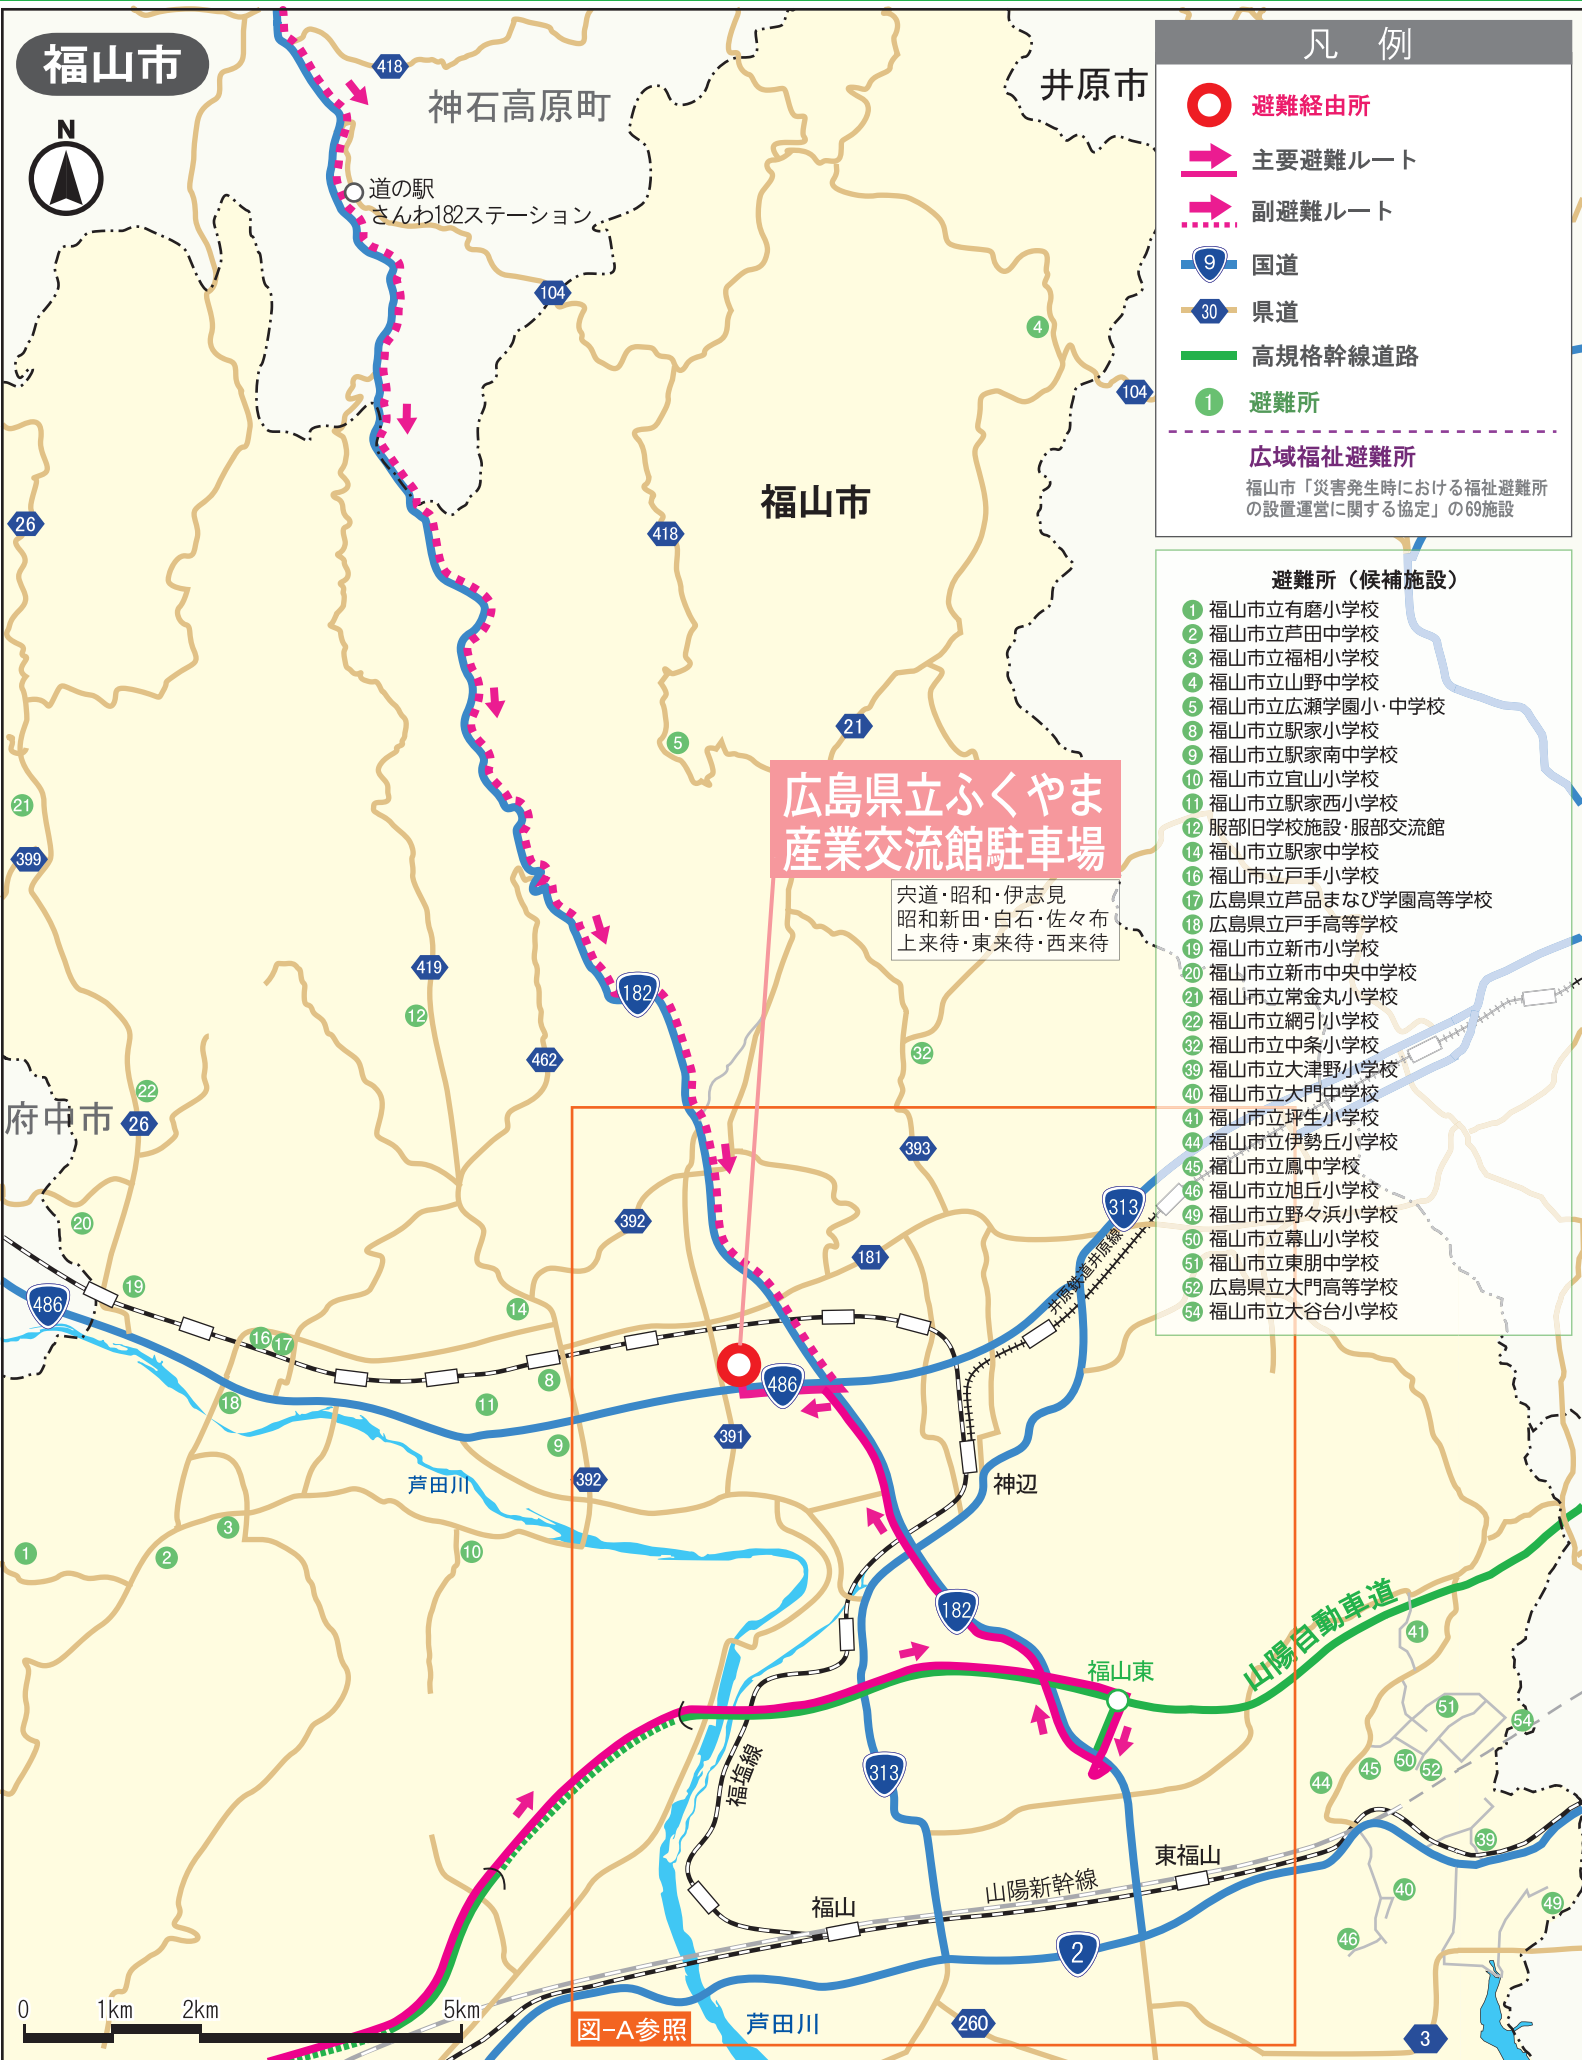 福山市
N
神石高原町
井原市
418
道の駅
さんわ182ステーション
104
4
104
26
418
福山市
21
5
21
399
広島県立ふくやま
産業交流館駐車場
宍道・昭和・伊志見
昭和新田・白石・佐々布
上来待・東来待・西来待
419
12
182
462
32
22
府中市
26
393
20
392
313
181
井原鉄道井原線
19
486
14
16
17
8
486
18
11
9
391
392
芦田川
神辺
3
1
2
10
182
山陽自動車道
41
福山東
51
54
福塩線
313
45
50
52
44
39
東福山
山陽新幹線
福山
40
49
46
2
0
1km
2km
5km
図-A参照
芦田川
260
3
凡 例
避難経由所
主要避難ルート
副避難ルート
9
国道
30
県道
高規格幹線道路
1
避難所
広域福祉避難所
福山市「災害発生時における福祉避難所
の設置運営に関する協定」の69施設
避難所（候補施設）
1 福山市立有磨小学校
2 福山市立芦田中学校
3 福山市立福相小学校
4 福山市立山野中学校
5 福山市立広瀬学園小・中学校
8 福山市立駅家小学校
9 福山市立駅家南中学校
10 福山市立宜山小学校
11 福山市立駅家西小学校
12 服部旧学校施設・服部交流館
14 福山市立駅家中学校
16 福山市立戸手小学校
17 広島県立芦品まなび学園高等学校
18 広島県立戸手高等学校
19 福山市立新市小学校
20 福山市立新市中央中学校
21 福山市立常金丸小学校
22 福山市立網引小学校
32 福山市立中条小学校
39 福山市立大津野小学校
40 福山市立大門中学校
41 福山市立坪生小学校
44 福山市立伊勢丘小学校
45 福山市立鳳中学校
46 福山市立旭丘小学校
49 福山市立野々浜小学校
50 福山市立幕山小学校
51 福山市立東朋中学校
52 広島県立大門高等学校
54 福山市立大谷台小学校